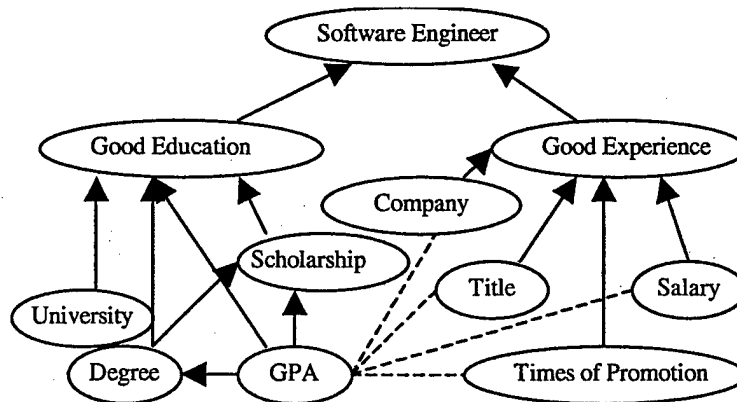 Software Engineer
Good Education
Good Experience
Company
Scholarship
Title
Salary
University
Degree
GPA
Times of Promotion